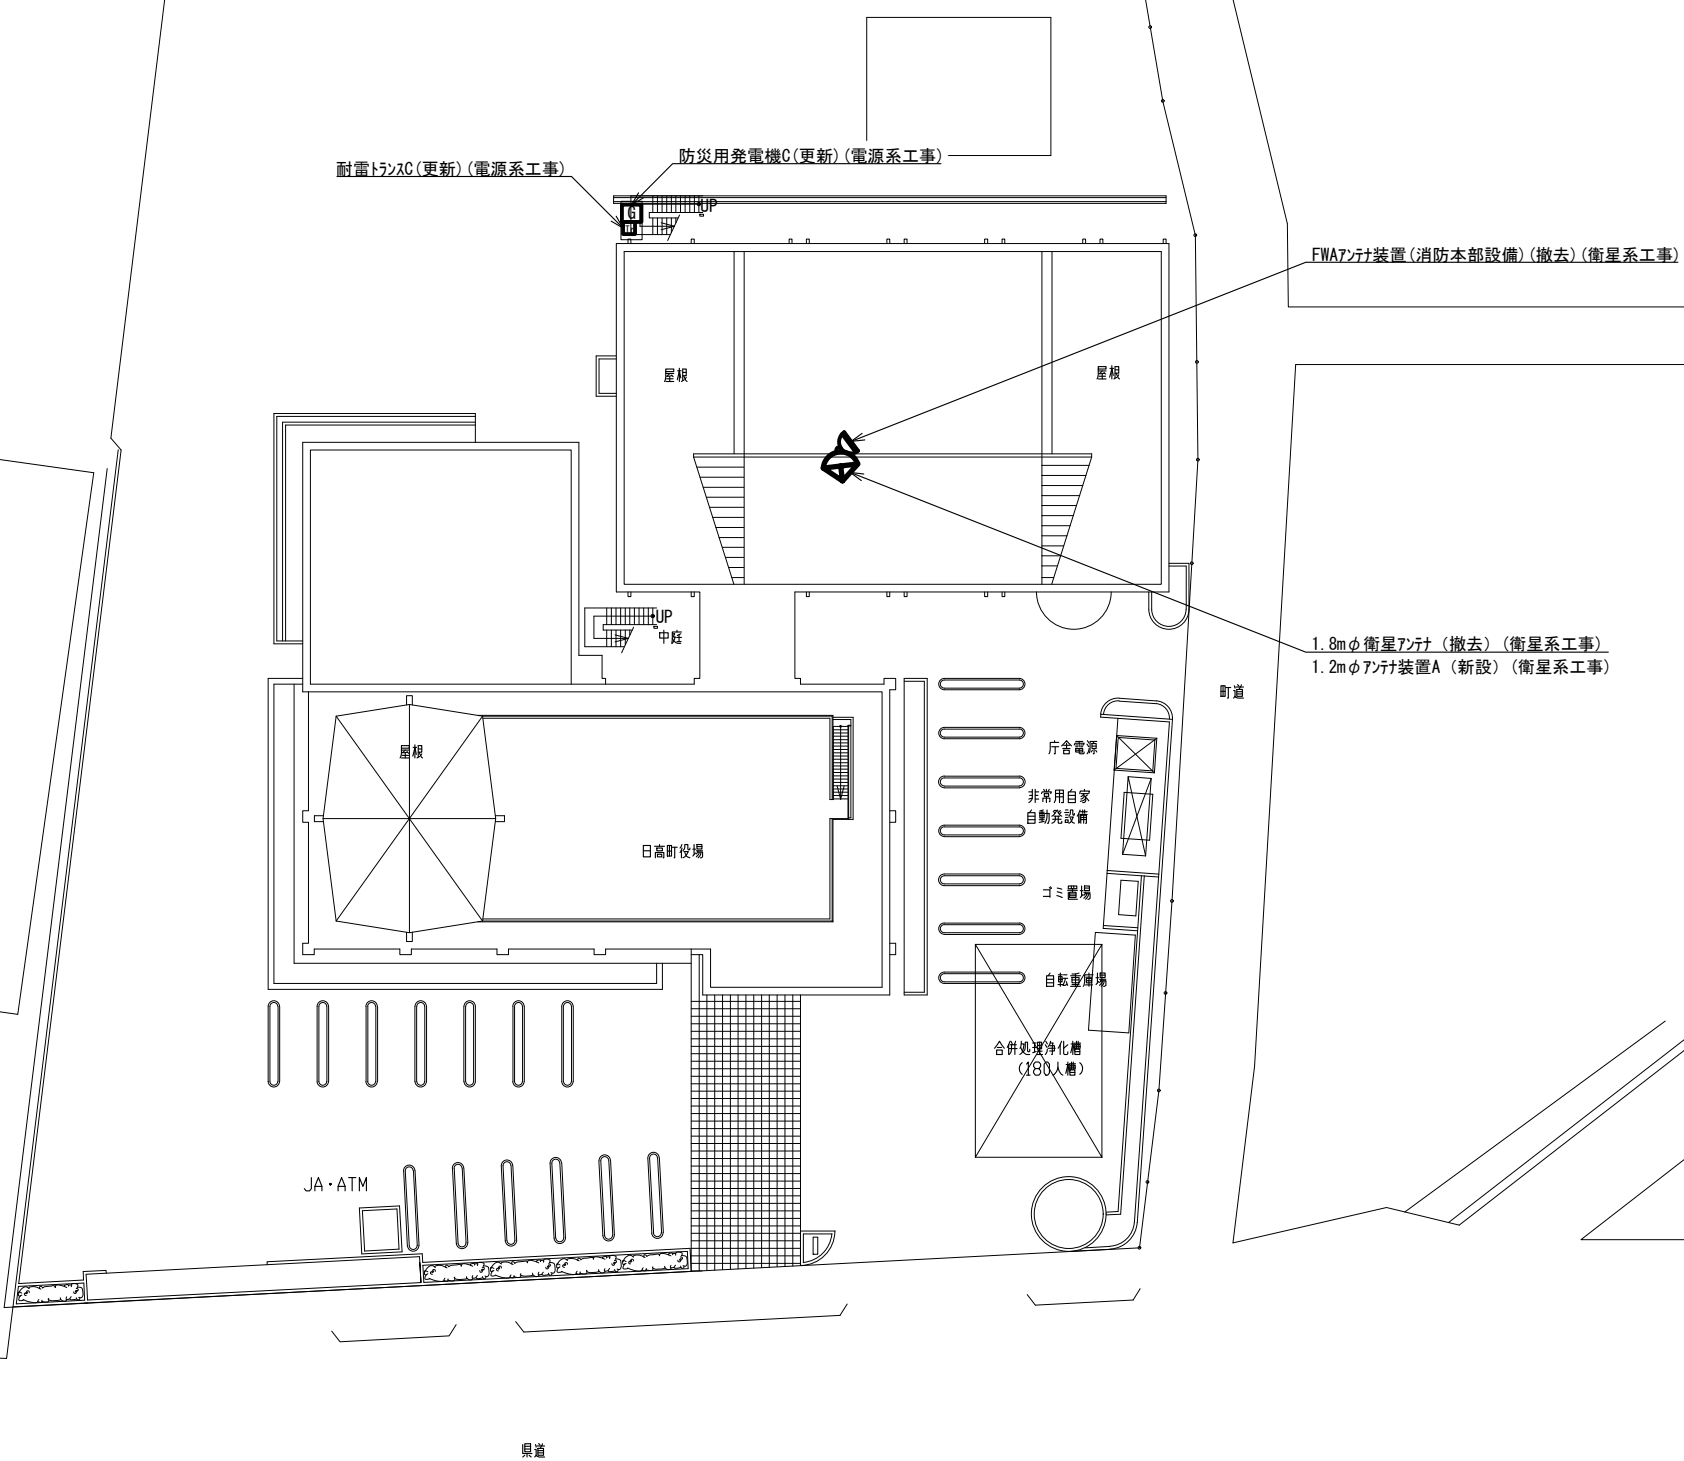 防災用発電機C(更新)(電源系工事)
耐雷トランスC(更新)(電源系工事)
UP
G
FWAアンテナ装置(消防本部設備)(撤去)(衛星系工事)
屋根
屋根
UP
中庭
1.8mφ衛星アンテナ(撤去)(衛星系工事)
1.2mφアンテナ装置A(新設)(衛星系工事)
町道
屋根
庁舎電源
非常用自家
自動発設備
日高町役場
ゴミ置場
自転重庫場
合併処理浄化槽
(180人槽)
JA・ATM
県道